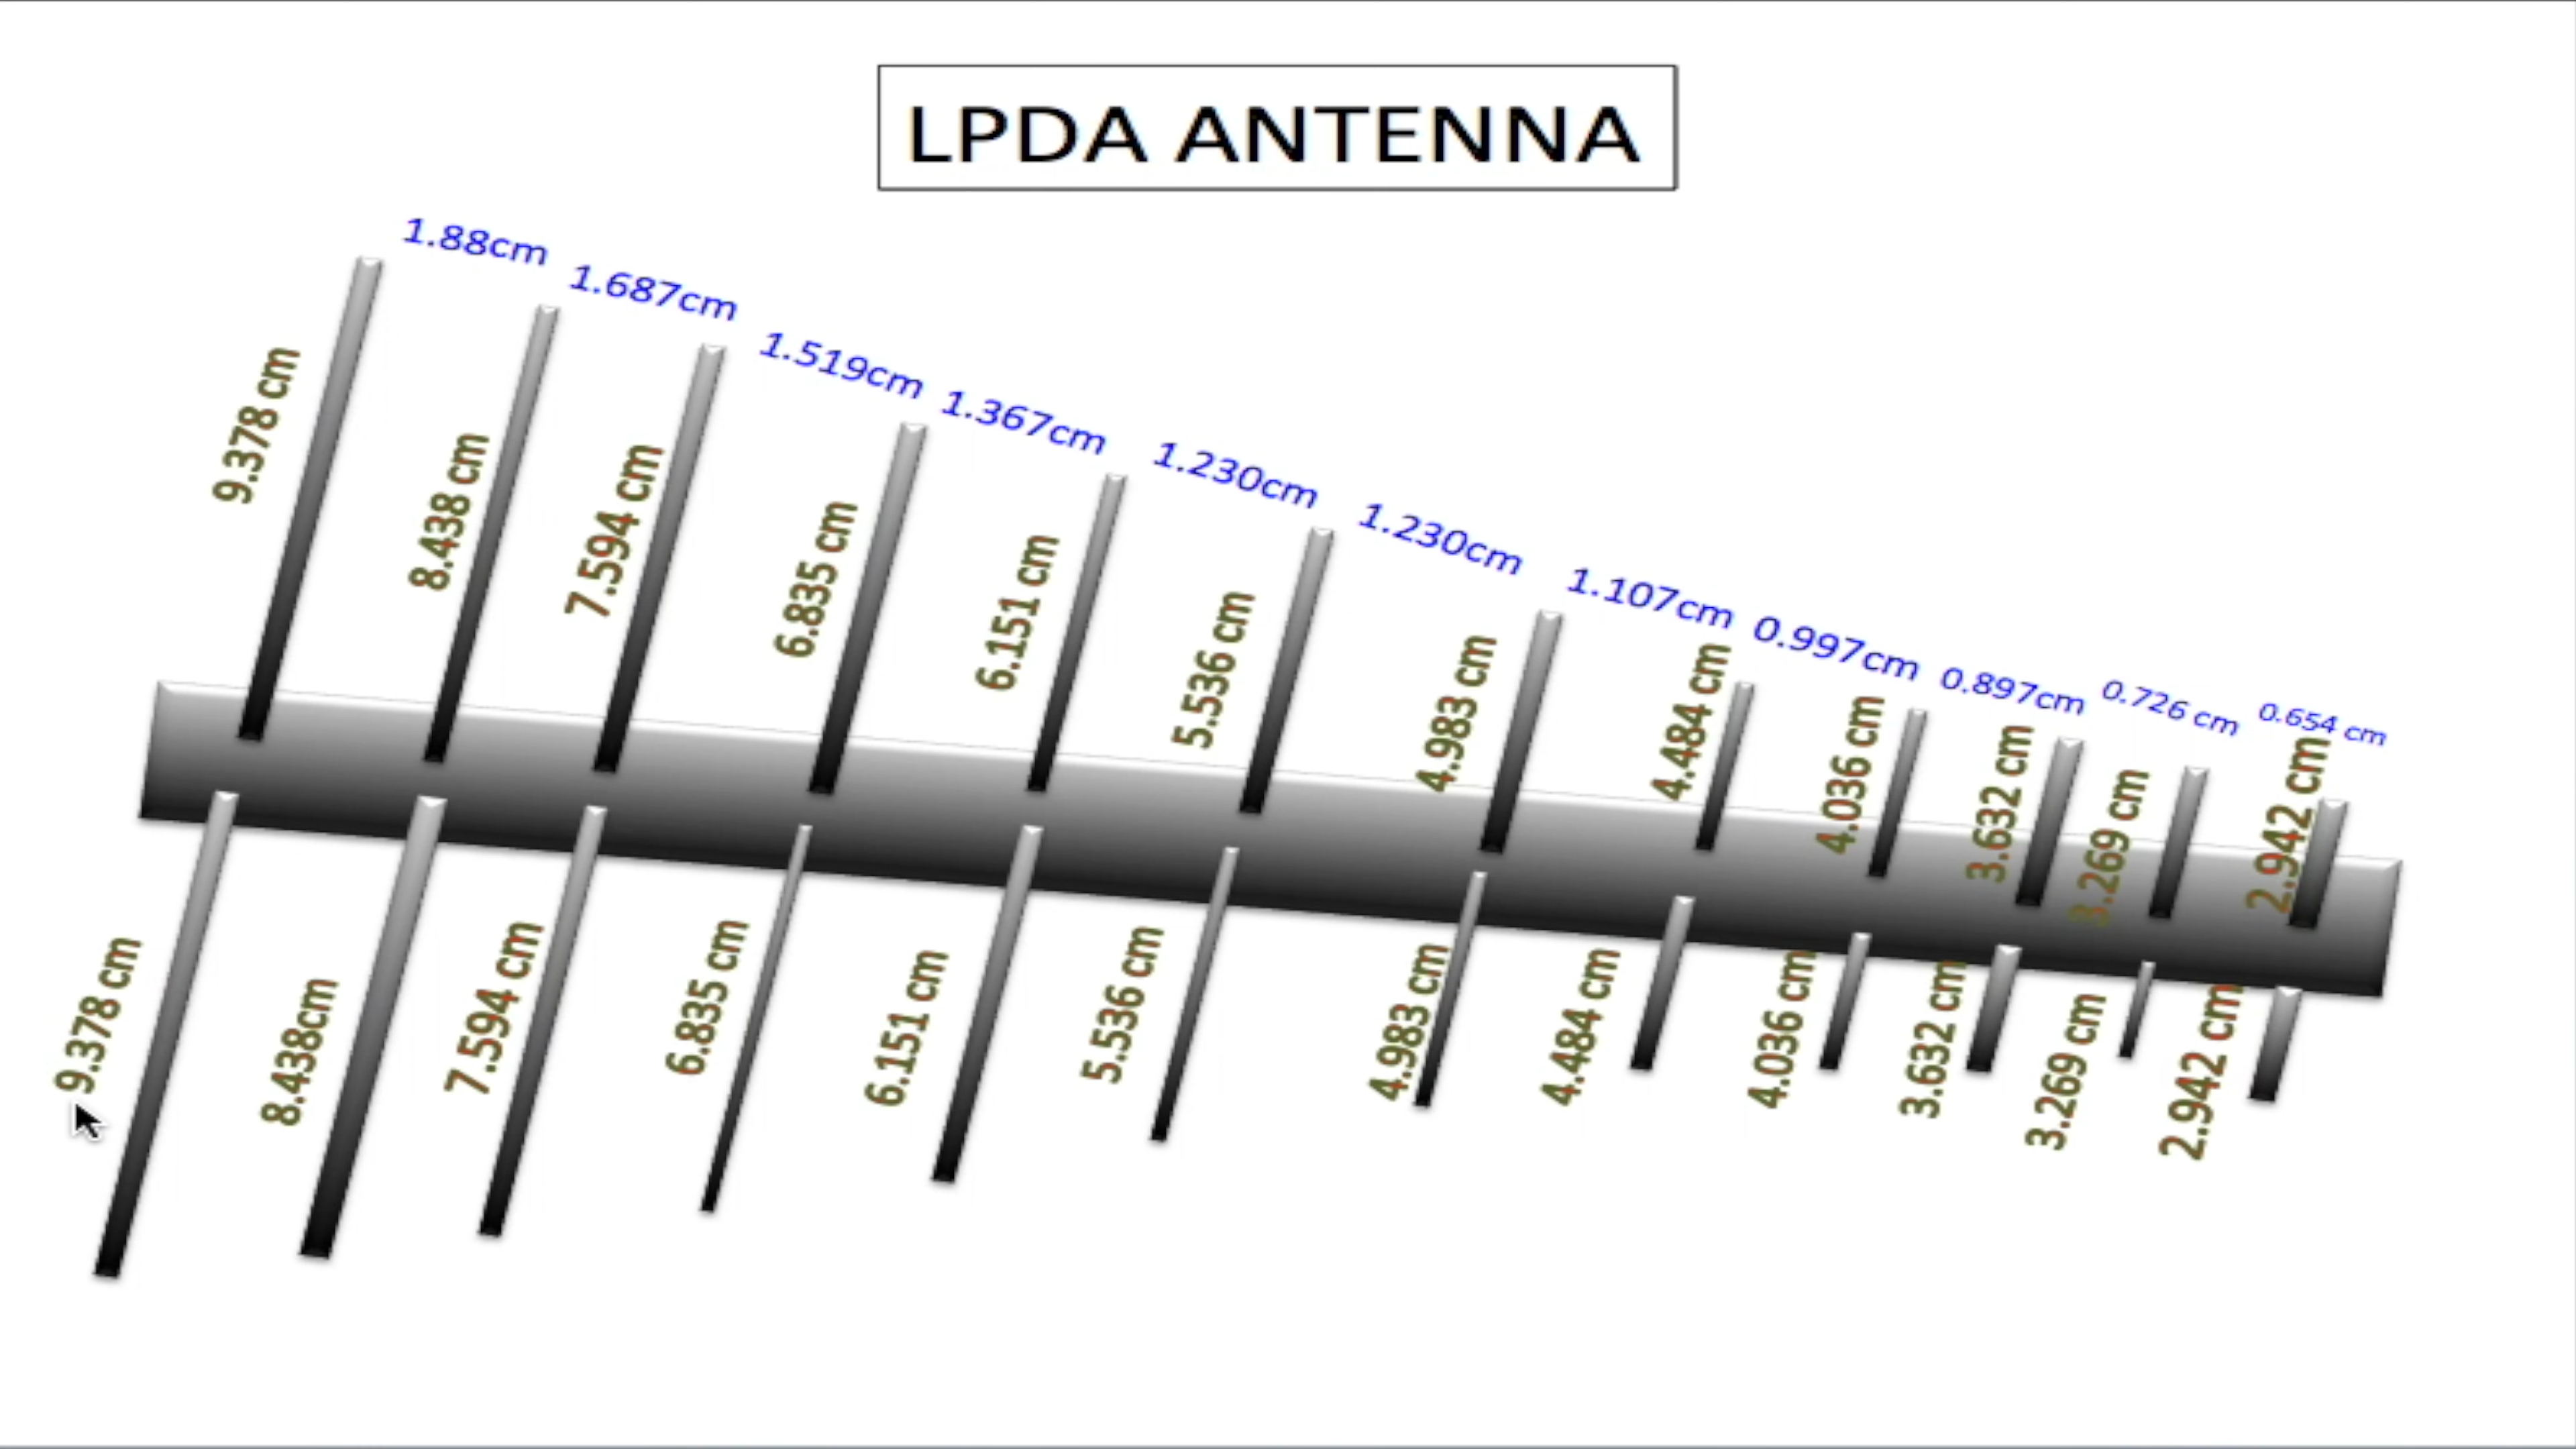 LPDA ANTENNA
1.88cm
1.687cm
1.519cm
1.367cm
1.230cm
1.230cm
1.107cm
0.997cm
0.897cm
0.726 cm
0.654 cm
9.378 cm
8.438 cm
7.594 cm
6.835 cm
6.151 cm
5.536 cm
4.983 cm
4.484 cm
4.036 cm
3.632 cm
3.269 cm
2.942 cm
9.378 cm
8.438cm
7.594 cm
6.835 cm
6.151 cm
5.536 cm
4.983 cm
4.484 cm
4.036 cm
3.632 cm
3.269 cm
2.942 cm